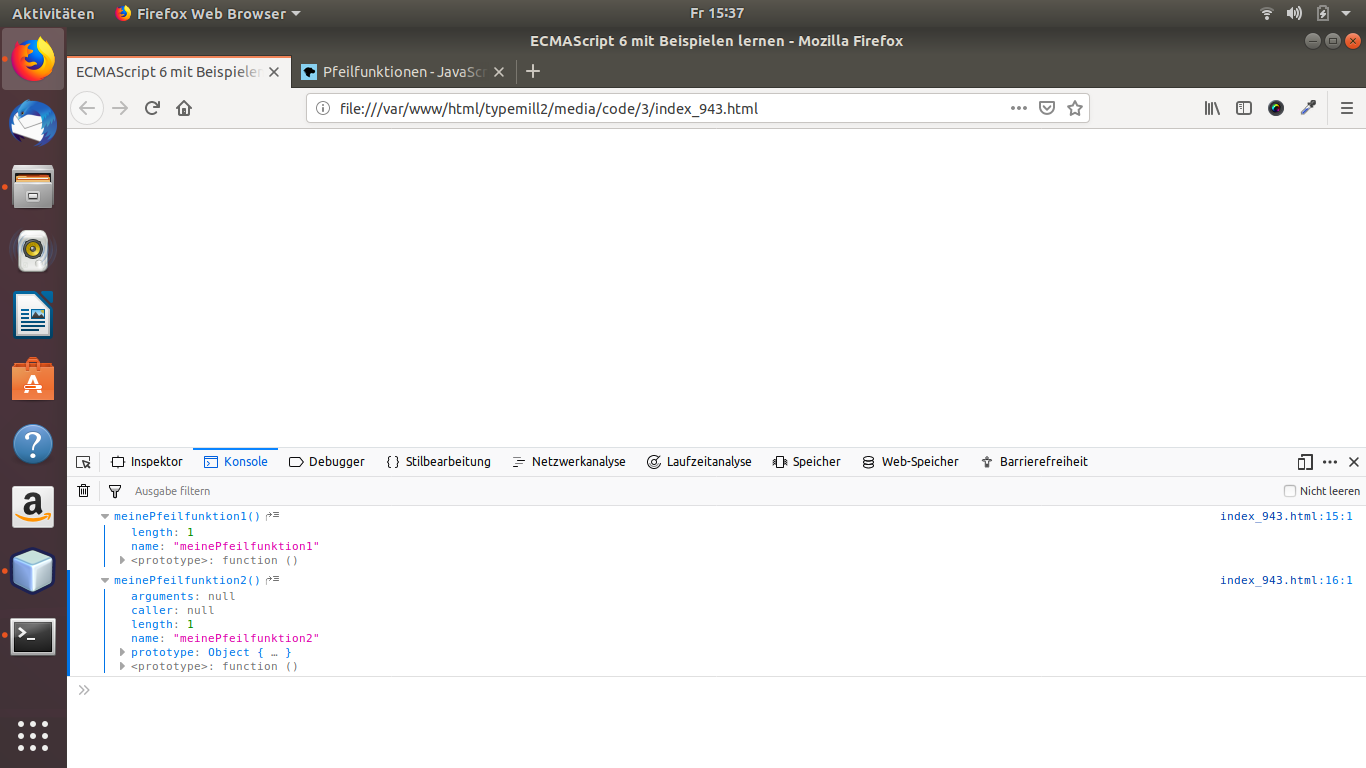 Aktivitäten Firefox Web Browser Fr 15:37
ECMAScript 6 mit Beispielen lernen - Mozilla Firefox
ECMAScript 6 mit Beispielen Pfeilfunktionen - JavaScr
file:///var/www/html/typemill2/media/code/3/index_943.html
Inspektor Konsole Debugger Stilbearbeitung Netzwerkanalyse Laufzeitanalyse Speicher Web-Speicher Barrierefreiheit
Ausgabe filtern Nicht leeren
meinePfeilfunktion1() index_943.html:15:1
length: 1
name: "meinePfeilfunktion1"
<prototype>: function ()
meinePfeilfunktion2() index_943.html:16:1
arguments: null
caller: null
length: 1
name: "meinePfeilfunktion2"
prototype: Object { … }
<prototype>: function ()